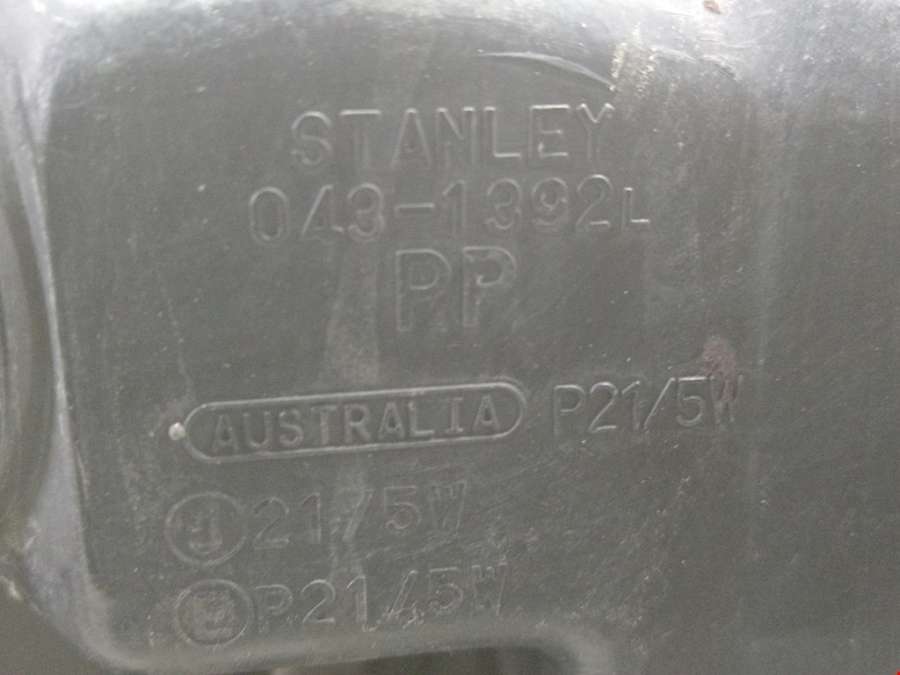 STANLEY
043-1392L
PP
AUSTRALIA P21/5W
J 21/5W
E P21/5W